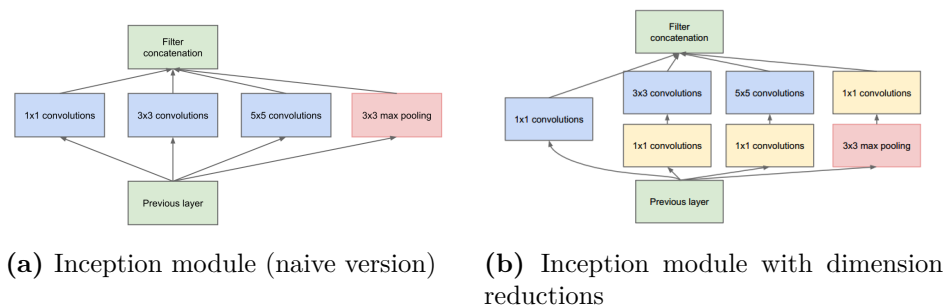 Filter
concatenation
1x1 convolutions
3x3 convolutions
5x5 convolutions
3x3 max pooling
Previous layer
(a) Inception module (naive version)
Filter
concatenation
3x3 convolutions
5x5 convolutions
1x1 convolutions
1x1 convolutions
1x1 convolutions
1x1 convolutions
3x3 max pooling
Previous layer
(b) Inception module with dimension
reductions